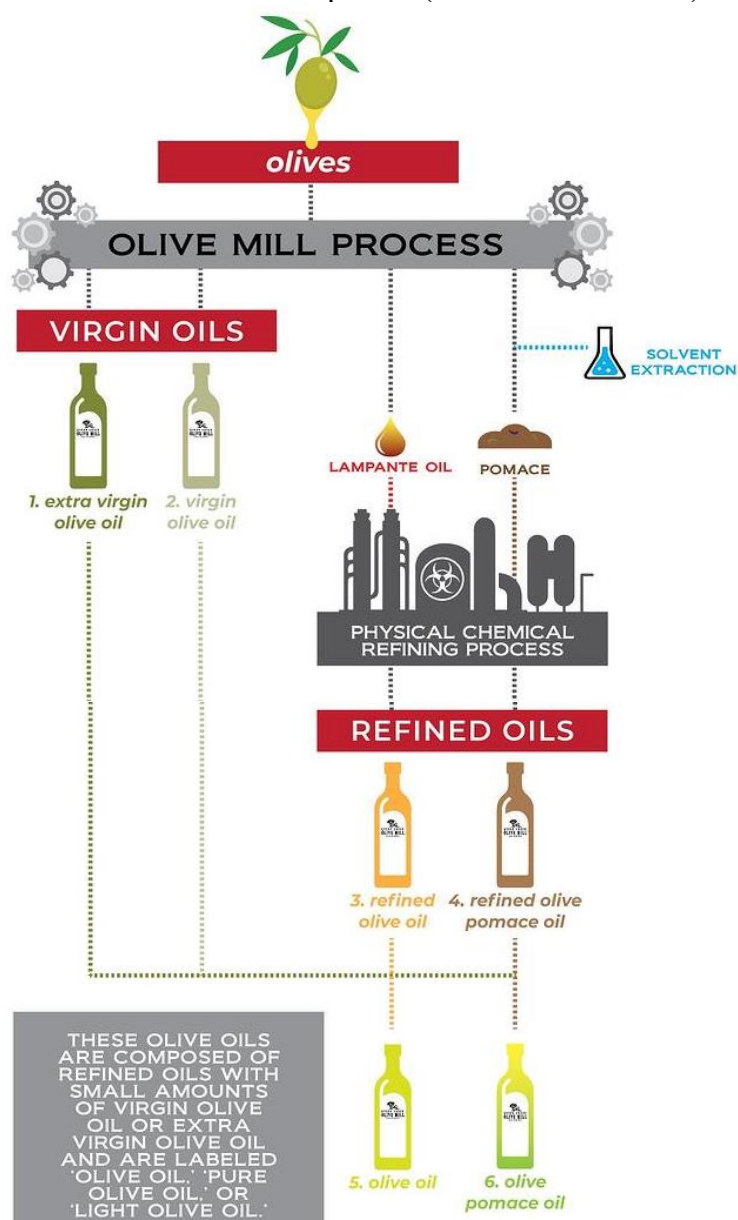 olives
OLIVE MILL PROCESS
VIRGIN OILS
SOLVENT
EXTRACTION
LAMPANTE OIL
POMACE
1. extra virgin
olive oil
2. virgin
olive oil
PHYSICAL CHEMICAL
REFINING PROCESS
REFINED OILS
3. refined
olive oil
4. refined olive
pomace oil
THESE OLIVE OILS
ARE COMPOSED OF
REFINED OILS WITH
SMALL AMOUNTS
OF VIRGIN OLIVE
OIL OR EXTRA
VIRGIN OLIVE OIL
AND ARE LABELED
‘OLIVE OIL,’ ‘PURE
OLIVE OIL,’ OR
‘LIGHT OLIVE OIL.’
5. olive oil
6. olive
pomace oil